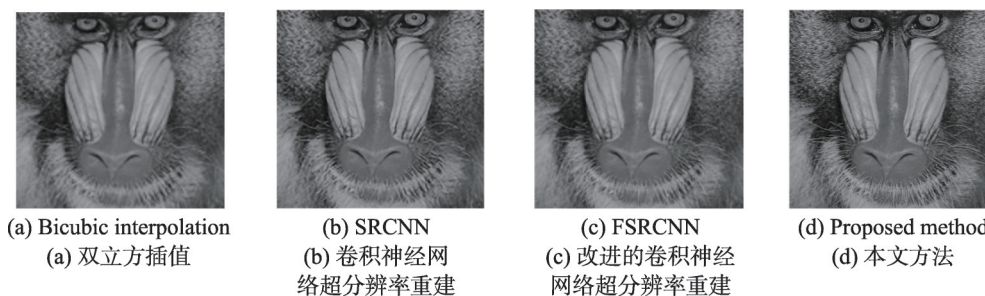 (a) Bicubic interpolation
(a) 双立方插值
(b) SRCNN
(b) 卷积神经网
络超分辨率重建
(c) FSRCNN
(c) 改进的卷积神经
网络超分辨率重建
(d) Proposed method
(d) 本文方法